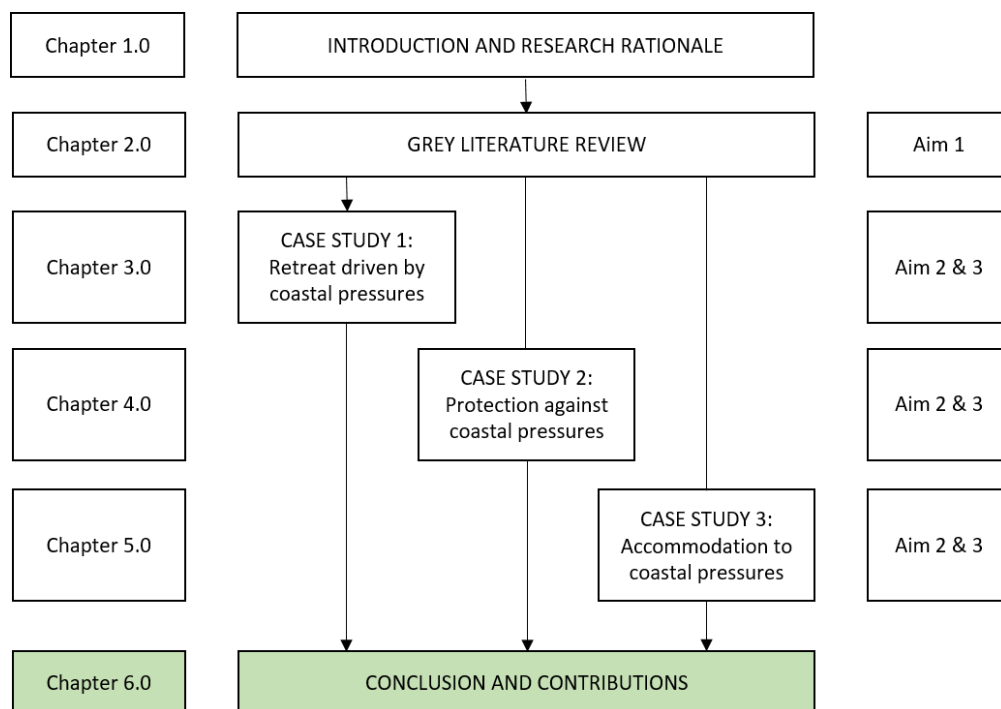 Chapter 1.0
INTRODUCTION AND RESEARCH RATIONALE
Chapter 2.0
GREY LITERATURE REVIEW
Aim 1
Chapter 3.0
CASE STUDY 1:
Retreat driven by
coastal pressures
Aim 2 & 3
Chapter 4.0
CASE STUDY 2:
Protection against
coastal pressures
Aim 2 & 3
Chapter 5.0
CASE STUDY 3:
Accommodation to
coastal pressures
Aim 2 & 3
Chapter 6.0
CONCLUSION AND CONTRIBUTIONS